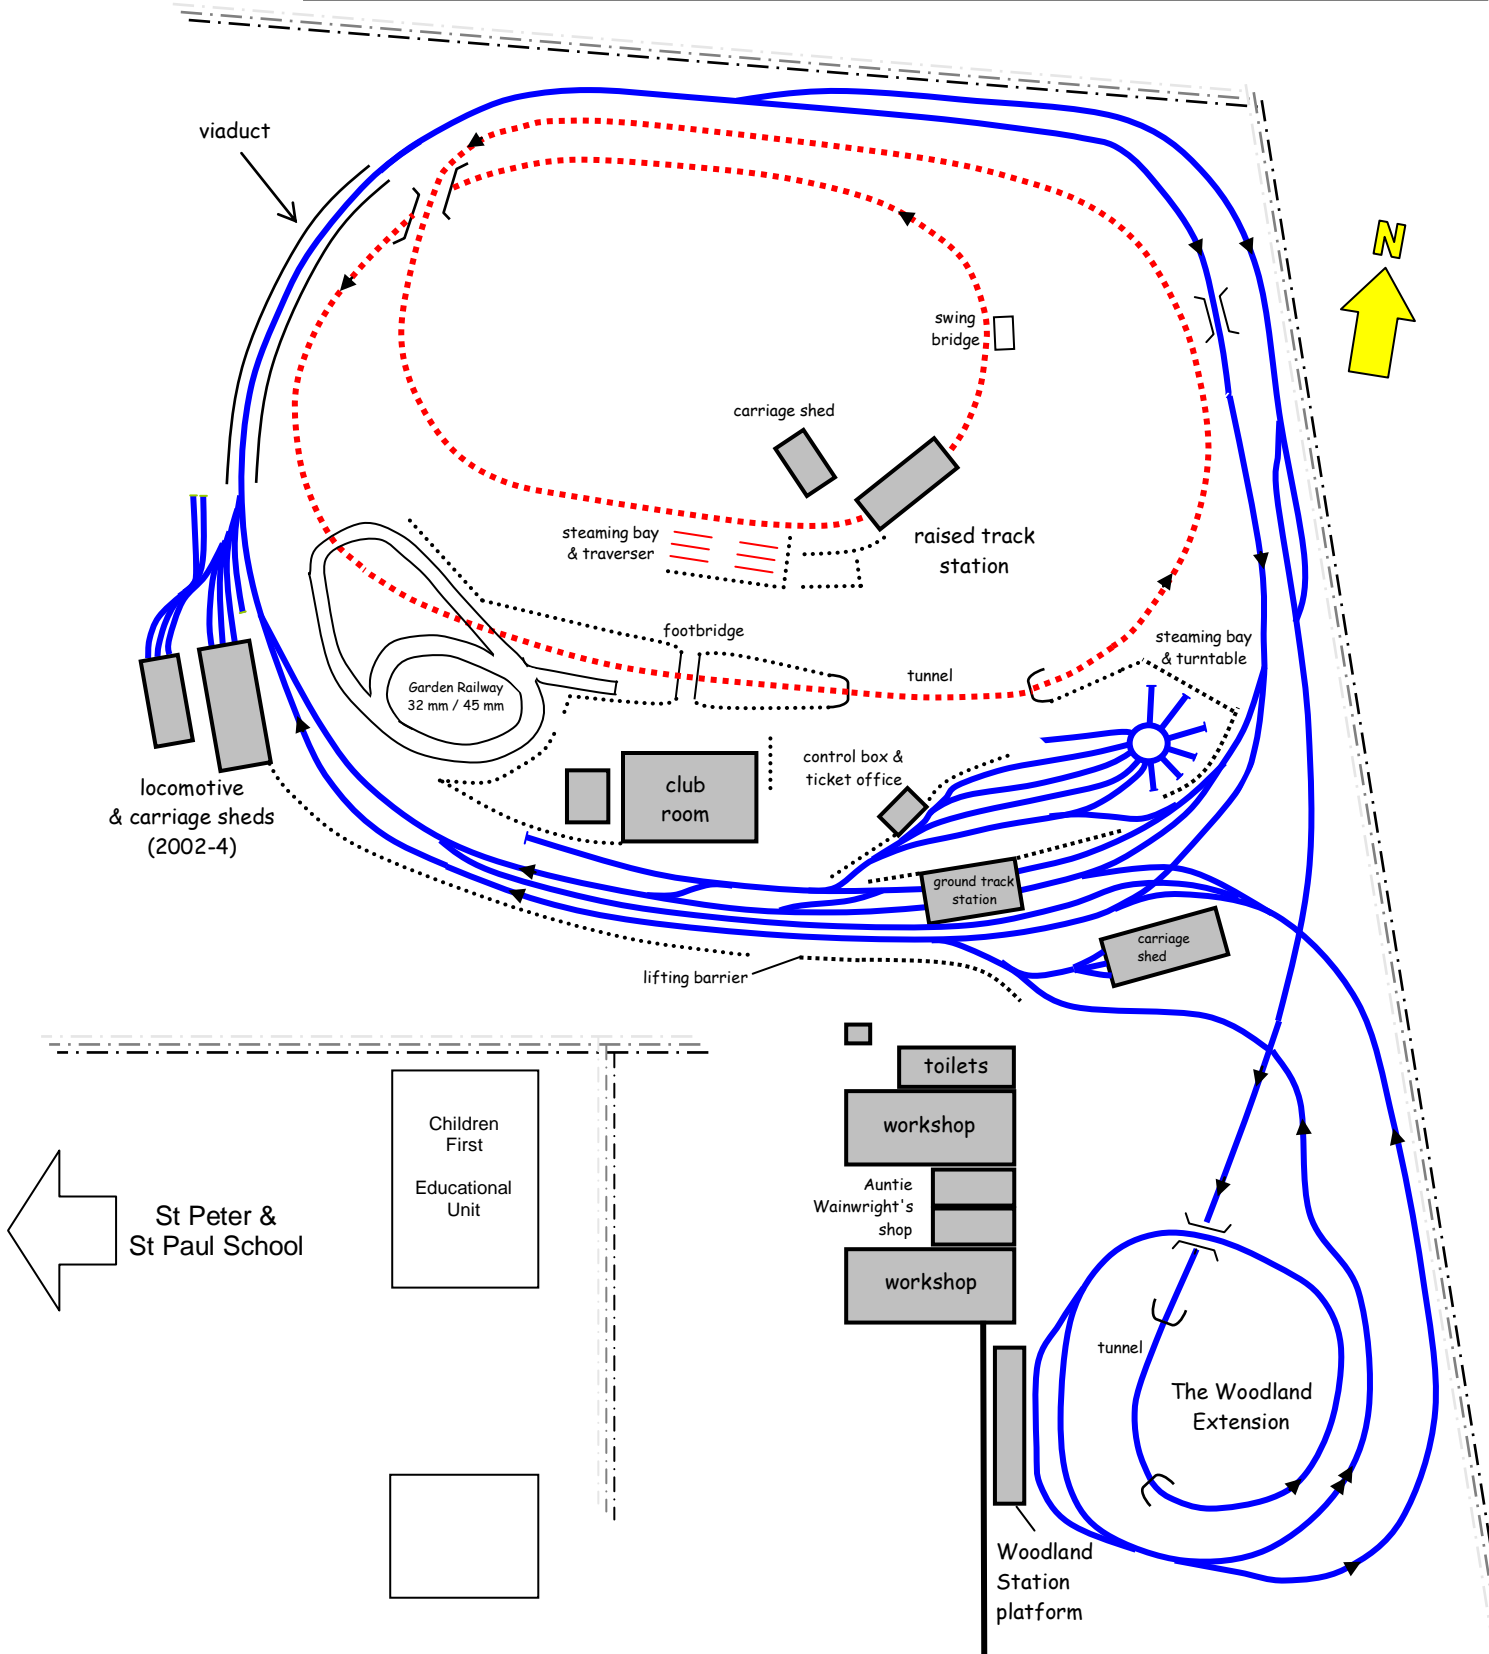 viaduct
N
swing
bridge
carriage shed
steaming bay
& traverser
raised track
station
footbridge
steaming bay
& turntable
tunnel
Garden Railway
32 mm / 45 mm
control box &
ticket office
club
room
locomotive
& carriage sheds
(2002-4)
ground track
station
carriage
shed
lifting barrier
toilets
Children
First
workshop
Educational
Unit
Auntie
Wainwright's
shop
St Peter &
St Paul School
workshop
tunnel
The Woodland
Extension
Woodland
Station
platform